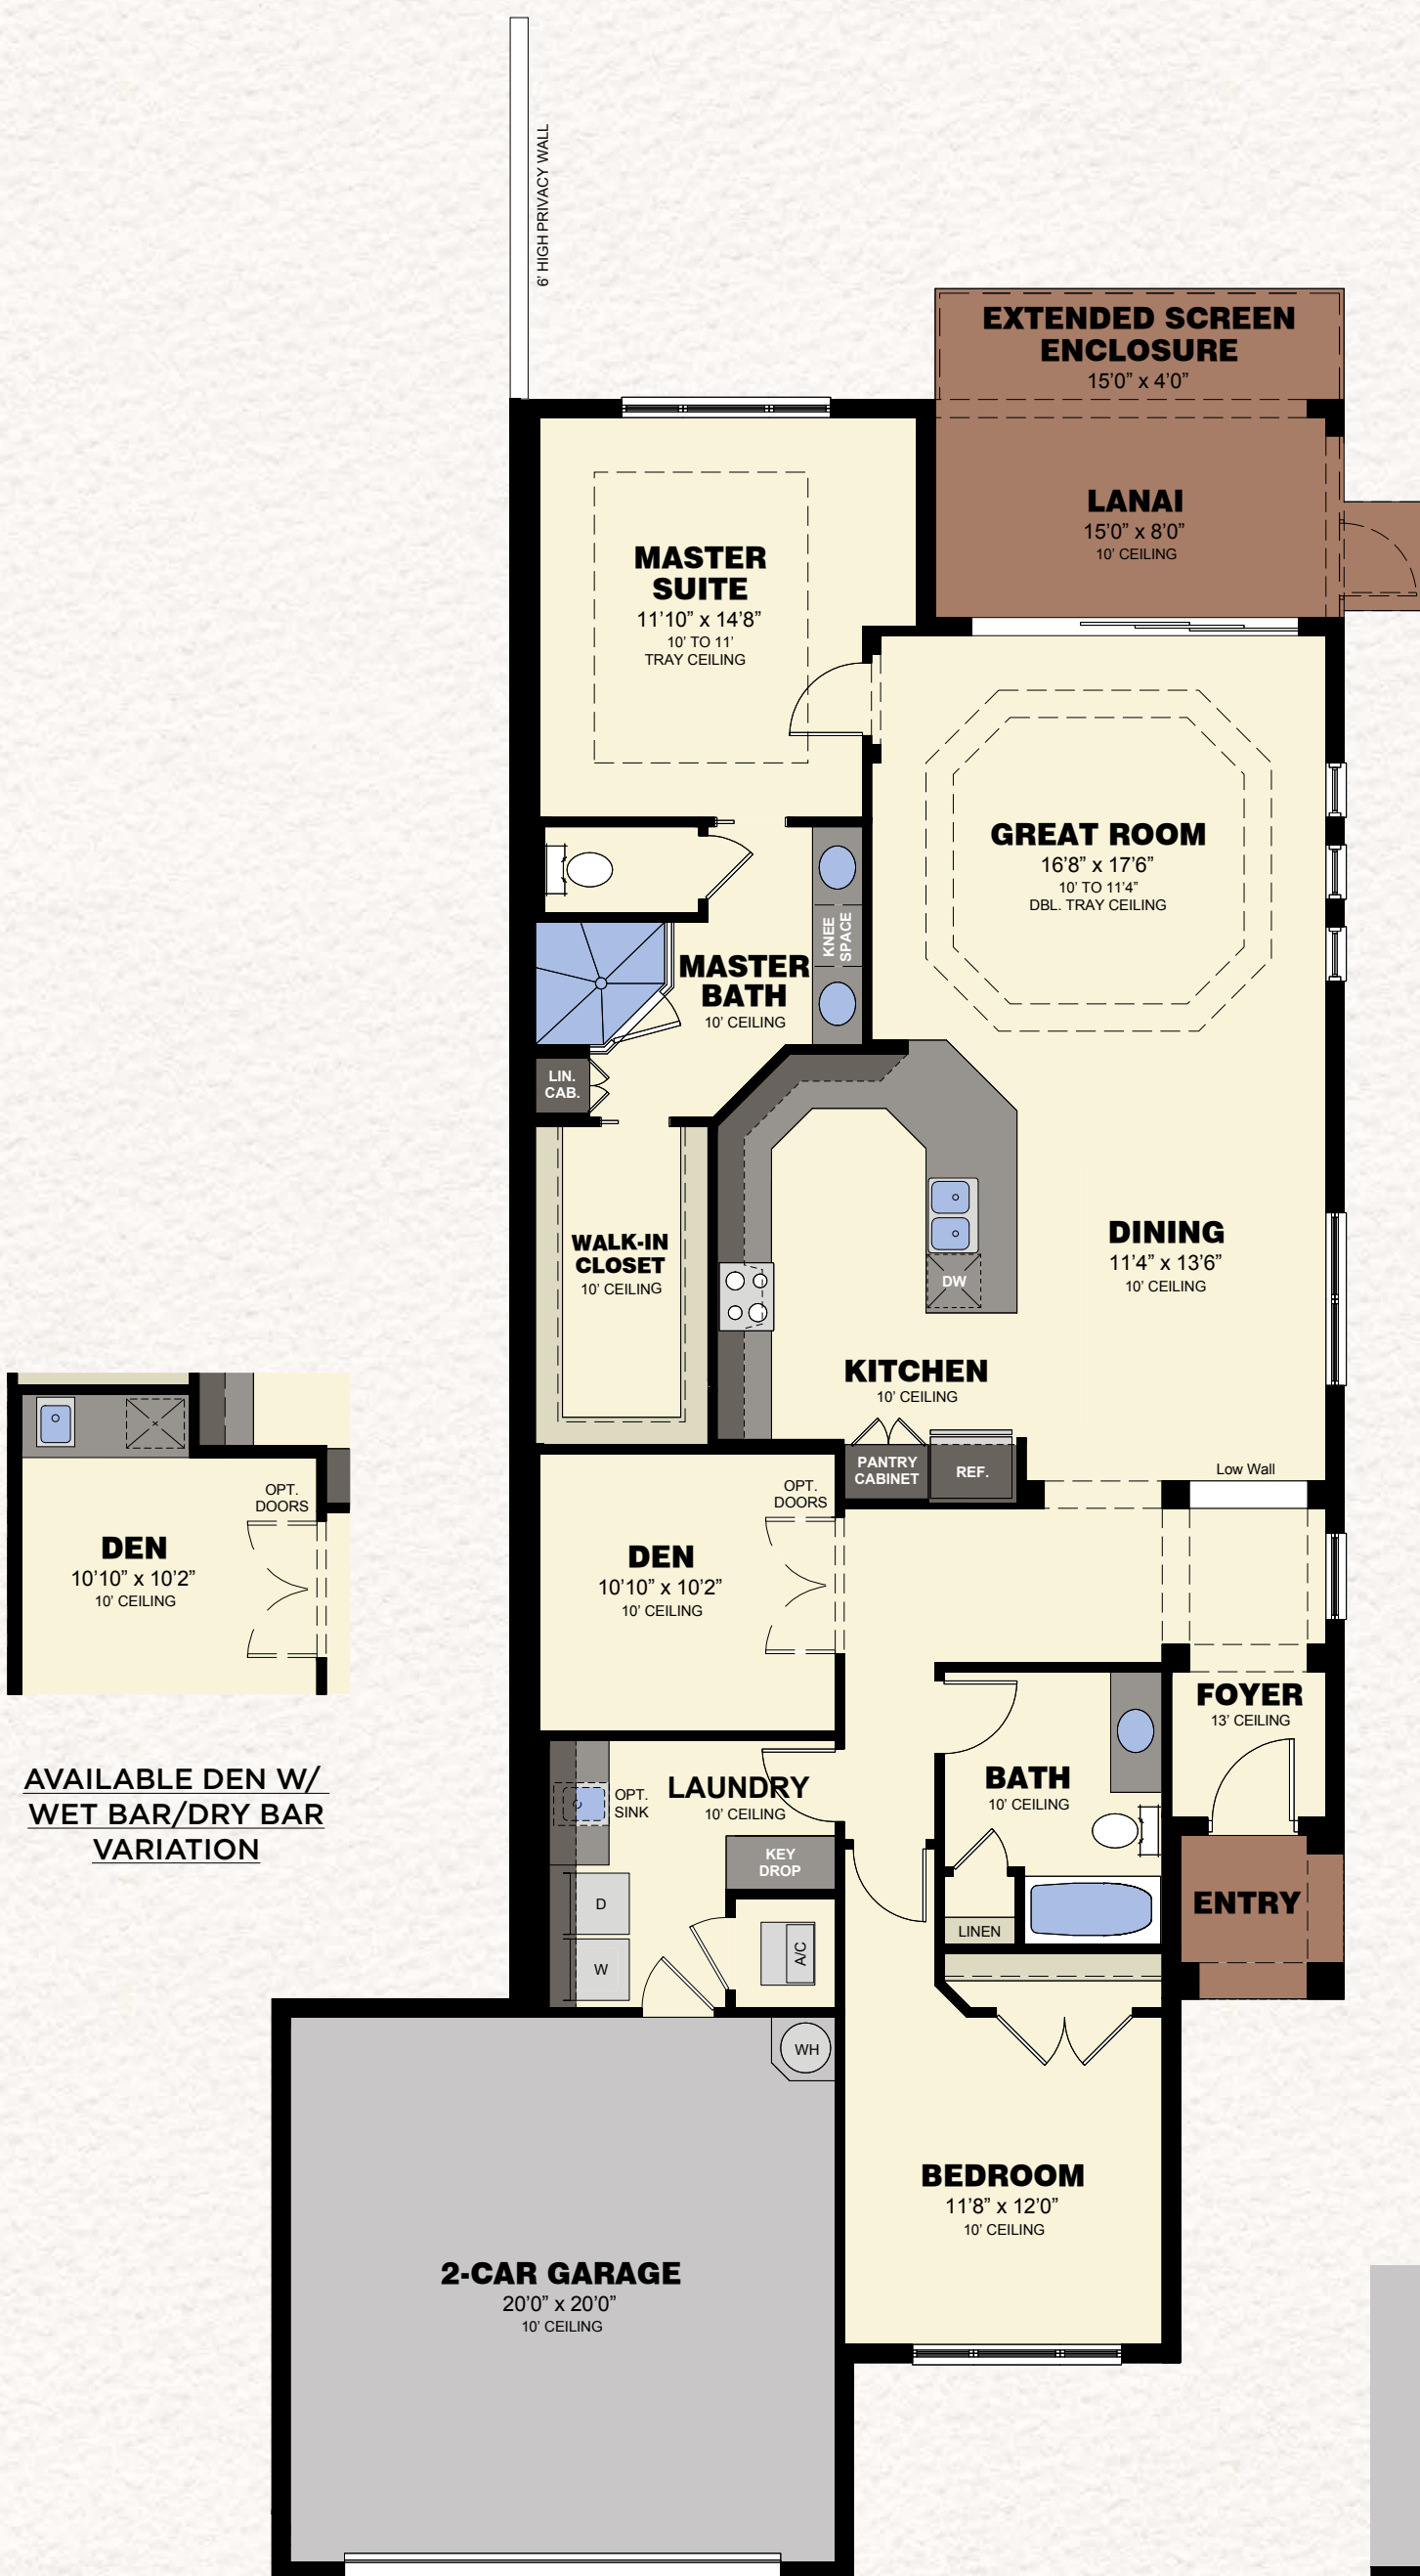 6' HIGH PRIVACY WALL
EXTENDED SCREEN
ENCLOSURE
15'0" x 4'0"
LANAI
15'0" x 8'0"
10' CEILING
MASTER
SUITE
11'10" x 14'8"
10' TO 11'
TRAY CEILING
GREAT ROOM
16'8" x 17'6"
10' TO 11'4"
DBL. TRAY CEILING
KNEE
SPACE
MASTER
BATH
10' CEILING
LIN.
CAB.
WALK-IN
CLOSET
10' CEILING
DINING
11'4" x 13'6"
10' CEILING
DW
KITCHEN
10' CEILING
PANTRY
CABINET
REF.
Low Wall
OPT.
DOORS
DEN
10'10" x 10'2"
10' CEILING
OPT.
DOORS
DEN
10'10" x 10'2"
10' CEILING
AVAILABLE DEN W/
WET BAR/DRY BAR
VARIATION
FOYER
13' CEILING
LAUNDRY
10' CEILING
OPT.
SINK
KEY
DROP
D
W
A/C
BATH
10' CEILING
LINEN
ENTRY
WH
BEDROOM
11'8" x 12'0"
10' CEILING
2-CAR GARAGE
20'0" x 20'0"
10' CEILING